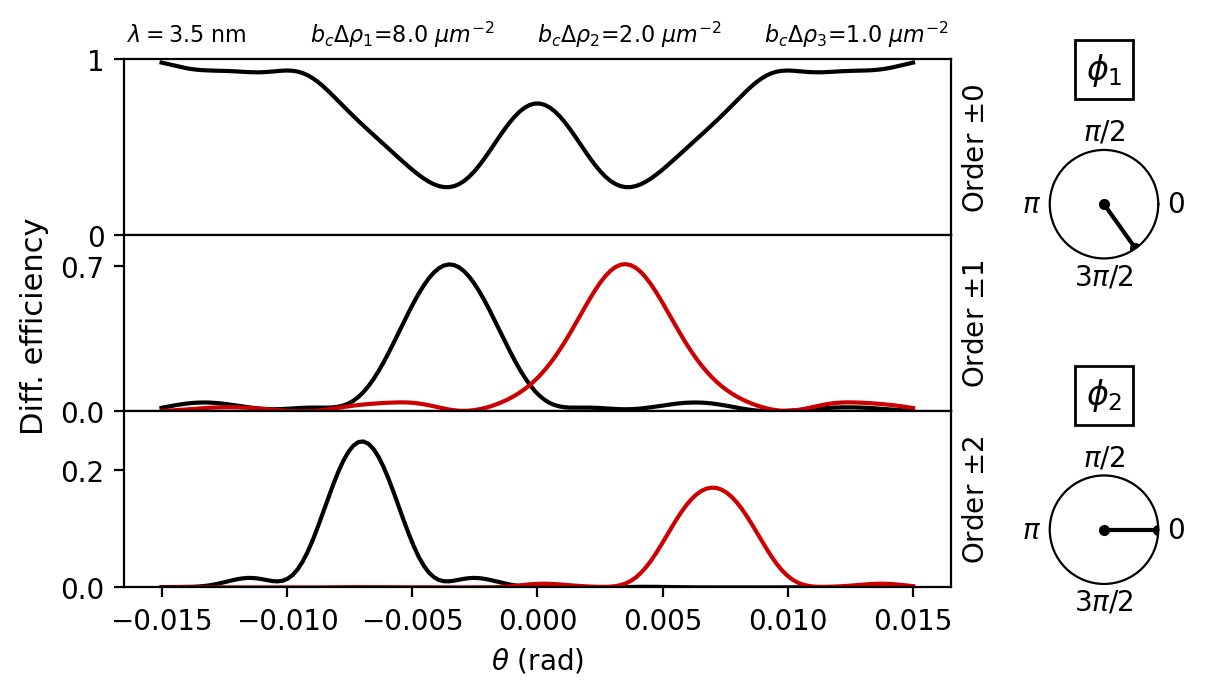 λ = 3.5 nm
b_cΔρ_1=8.0 μm^{-2}
b_cΔρ_2=2.0 μm^{-2}
b_cΔρ_3=1.0 μm^{-2}
1
0
0.7
0.0
0.2
0.0
Diff. efficiency
Order ±0
Order ±1
Order ±2
−0.015
−0.010
−0.005
0.000
0.005
0.010
0.015
θ (rad)
ϕ_1
π/2
π
0
3π/2
ϕ_2
π/2
π
0
3π/2